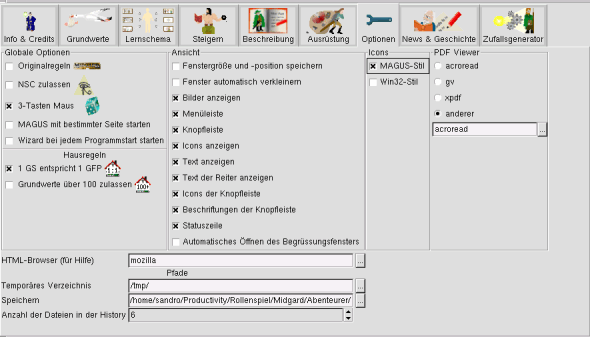 Info & Credits Grundwerte Lernschema Steigern Beschreibung Ausrüstung Optionen News & Geschichte Zufallsgenerator
Globale Optionen
Originalregeln
NSC zulassen
3-Tasten Maus
MAGUS mit bestimmter Seite starten
Wizard bei jedem Programmstart starten
Hausregeln
1 GS entspricht 1 GFP 1:1
Grundwerte über 100 zulassen 100+
Ansicht
Fenstergröße und -position speichern
Fenster automatisch verkleinern
Bilder anzeigen
Menüleiste
Knopfleiste
Icons anzeigen
Text anzeigen
Text der Reiter anzeigen
Icons der Knopfleiste
Beschriftungen der Knopfleiste
Statuszeile
Automatisches Öffnen des Begrüssungsfensters
Icons
MAGUS-Stil
Win32-Stil
PDF Viewer
acroread
gv
xpdf
anderer
acroread ...
HTML-Browser (für Hilfe) mozilla ...
Pfade
Temporäres Verzeichnis /tmp/ ...
Speichern /home/sandro/Productivity/Rollenspiel/Midgard/Abenteurer/ ...
Anzahl der Dateien in der History 6